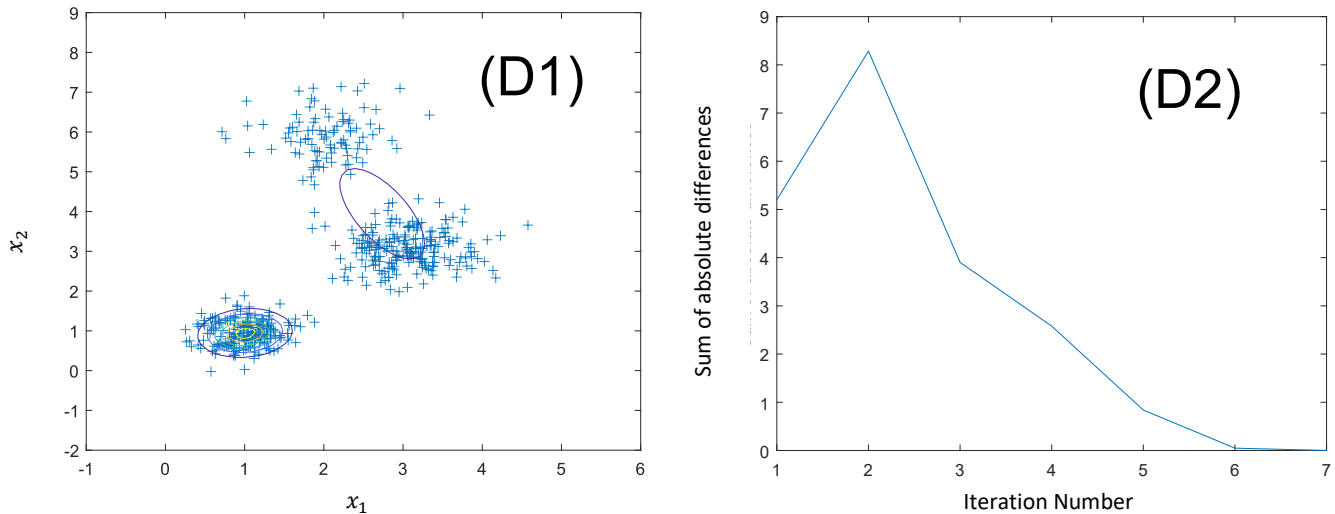 (D1)
9
8
7
6
5
4
3
2
1
0
-1
-2
x₂
-1 0 1 2 3 4 5 6
x₁
(D2)
9
8
7
6
5
4
3
2
1
0
Sum of absolute differences
1 2 3 4 5 6 7
Iteration Number